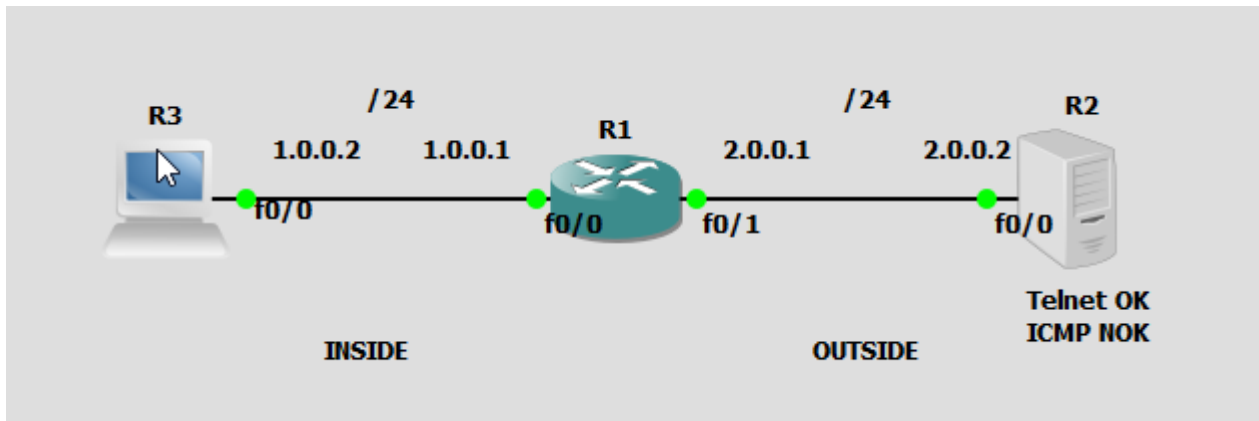 /24
/24
R3
R1
R2
1.0.0.2
1.0.0.1
2.0.0.1
2.0.0.2
f0/0
f0/0
f0/1
f0/0
Telnet OK
ICMP NOK
INSIDE
OUTSIDE